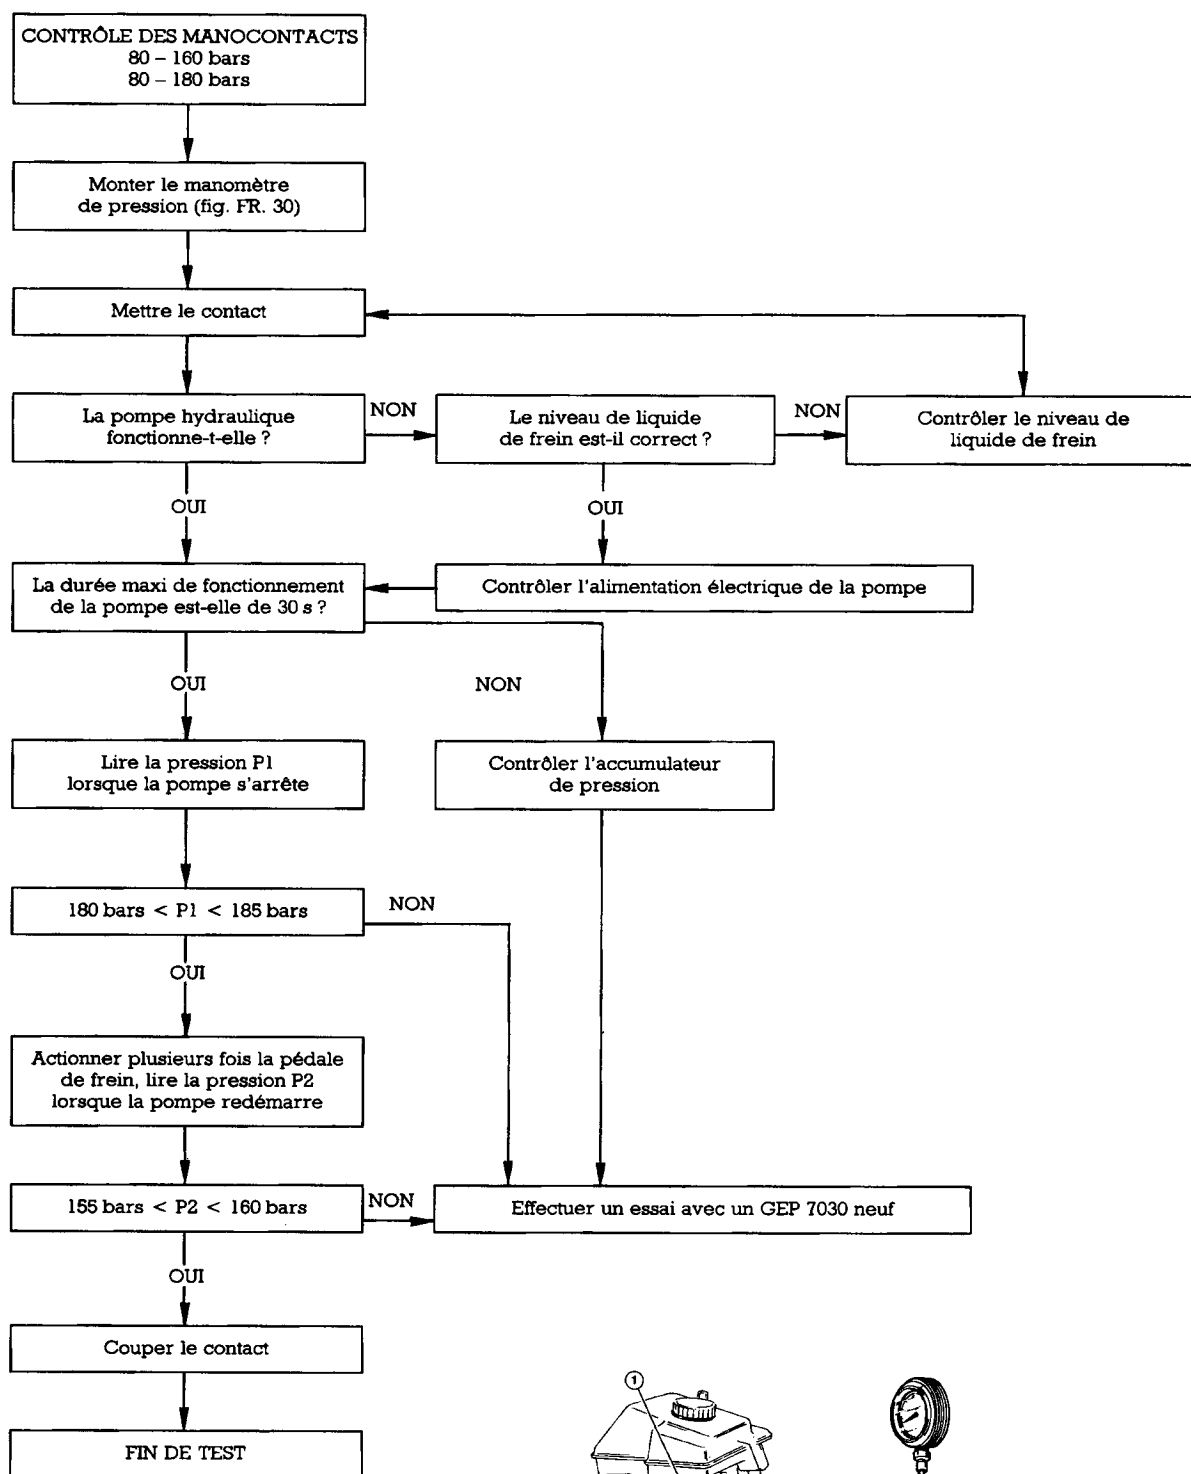 CONTRÔLE DES MANOCONTACTS
80 – 160 bars
80 – 180 bars
Monter le manomètre
de pression (fig. FR. 30)
Mettre le contact
La pompe hydraulique
fonctionne-t-elle ?
NON
Le niveau de liquide
de frein est-il correct ?
NON
Contrôler le niveau de
liquide de frein
OUI
OUI
La durée maxi de fonctionnement
de la pompe est-elle de 30 s ?
Contrôler l'alimentation électrique de la pompe
OUI
NON
Lire la pression P1
lorsque la pompe s'arrête
Contrôler l'accumulateur
de pression
180 bars < P1 < 185 bars
NON
OUI
Actionner plusieurs fois la pédale
de frein, lire la pression P2
lorsque la pompe redémarre
155 bars < P2 < 160 bars
NON
Effectuer un essai avec un GEP 7030 neuf
OUI
Couper le contact
1
FIN DE TEST